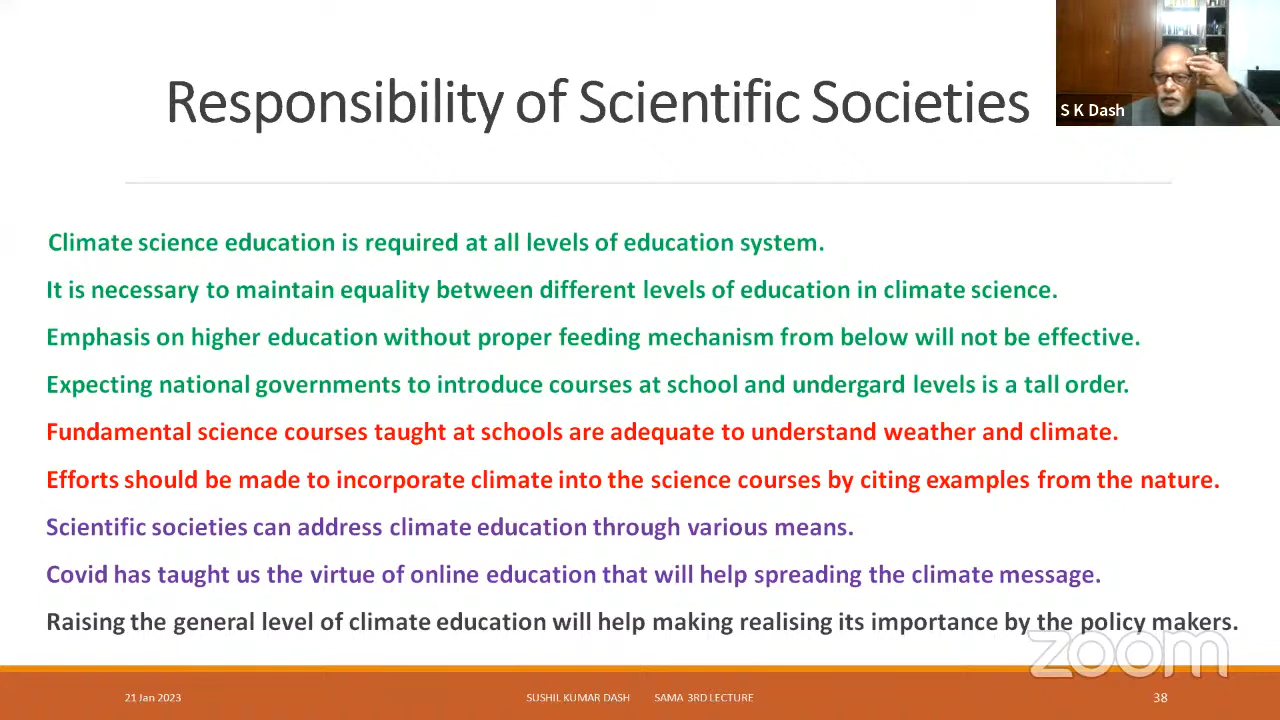 Responsibility of Scientific Societies
S K Dash
Climate science education is required at all levels of education system.
It is necessary to maintain equality between different levels of education in climate science.
Emphasis on higher education without proper feeding mechanism from below will not be effective.
Expecting national governments to introduce courses at school and undergard levels is a tall order.
Fundamental science courses taught at schools are adequate to understand weather and climate.
Efforts should be made to incorporate climate into the science courses by citing examples from the nature.
Scientific societies can address climate education through various means.
Covid has taught us the virtue of online education that will help spreading the climate message.
Raising the general level of climate education will help making realising its importance by the policy makers.
zoom
21 Jan 2023 SUSHIL KUMAR DASH SAMA 3RD LECTURE 38